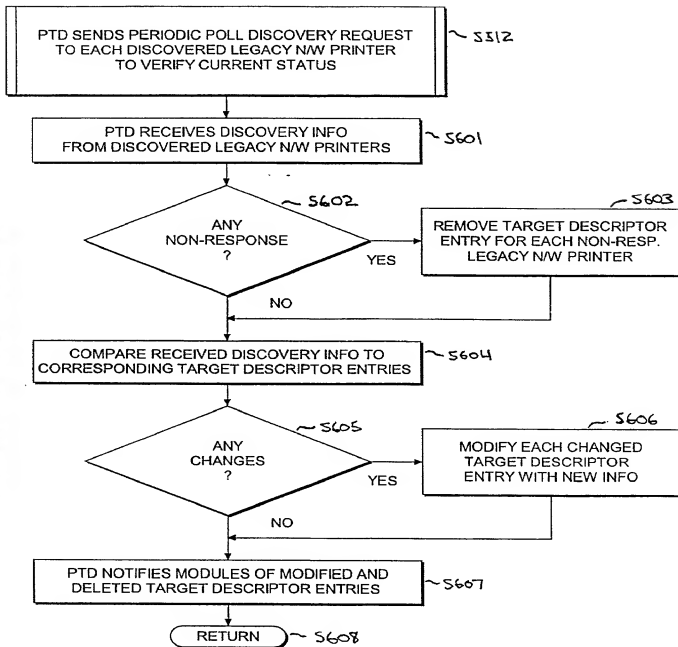 PTD SENDS PERIODIC POLL DISCOVERY REQUEST
TO EACH DISCOVERED LEGACY N/W PRINTER
TO VERIFY CURRENT STATUS
S512
PTD RECEIVES DISCOVERY INFO
FROM DISCOVERED LEGACY N/W PRINTERS
S601
ANY
NON-RESPONSE
?
S602
YES
NO
S603
REMOVE TARGET DESCRIPTOR
ENTRY FOR EACH NON-RESP.
LEGACY N/W PRINTER
COMPARE RECEIVED DISCOVERY INFO TO
CORRESPONDING TARGET DESCRIPTOR ENTRIES
S604
ANY
CHANGES
?
S605
YES
NO
S606
MODIFY EACH CHANGED
TARGET DESCRIPTOR
ENTRY WITH NEW INFO
PTD NOTIFIES MODULES OF MODIFIED AND
DELETED TARGET DESCRIPTOR ENTRIES
S607
RETURN
S608